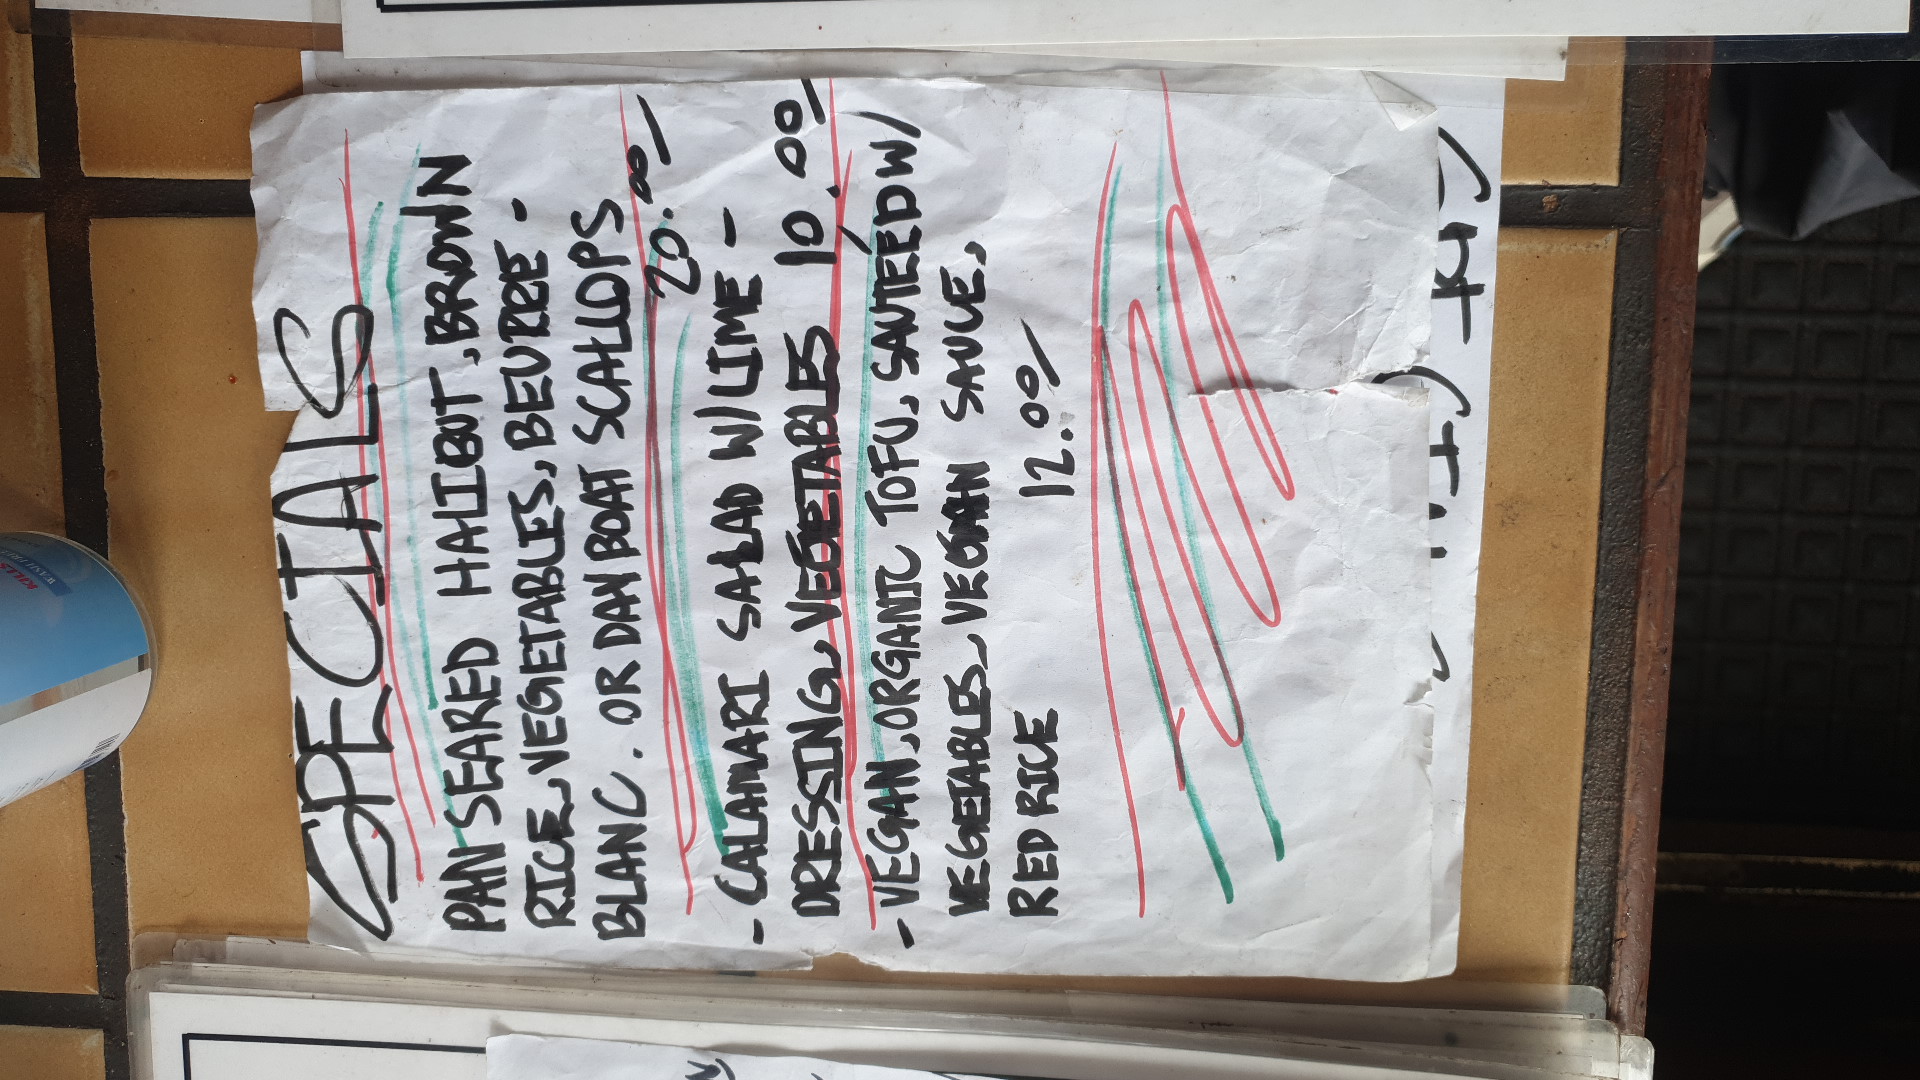 SPECIALS
PAN SEARED HALIBUT, BROWN
RICE, VEGETABLES, BEURRE -
BLANC. OR DAY BOAT SCALLOPS
20.00
- CALAMARI SALAD W/LIME -
DRESSING, VEGETABLES 10.00
- VEGAN, ORGANIC TOFU, SAUTEED W/
VEGETABLES, VEGAN SAUCE,
RED RICE 12.00
KILLS